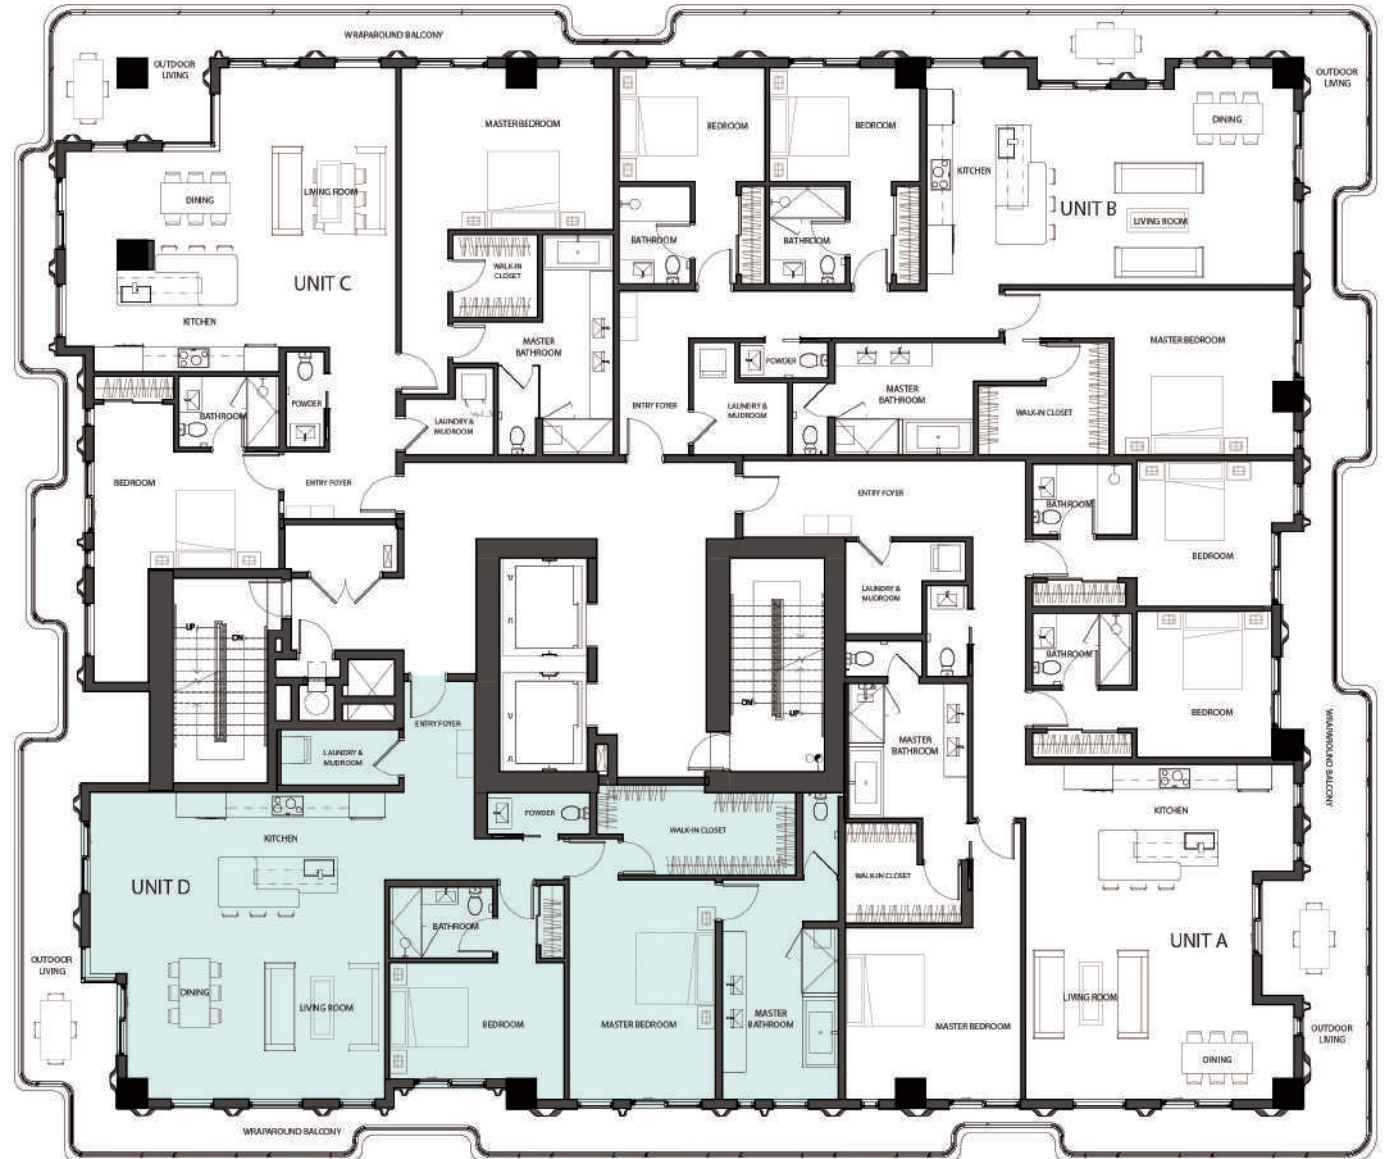 WRAPAROUND BALCONY
OUTDOOR
LIVING
OUTDOOR
LIVING
MASTER BEDROOM
BEDROOM
BEDROOM
DINING
KITCHEN
LIVING ROOM
DINING
UNIT B
LIVING ROOM
BATHROOM
BATHROOM
WALK-IN
CLOSET
UNIT C
KITCHEN
MASTER
BATHROOM
MASTER BEDROOM
POWDER
MASTER
BATHROOM
WALK-IN CLOSET
BATHROOM
POWDER
ENTRY FOYER
LAUNDRY &
MUDROOM
LAUNDRY &
MUDROOM
BEDROOM
ENTRY FOYER
ENTRY FOYER
BATHROOM
BEDROOM
LAUNDRY &
MUDROOM
UP
DN
BATHROOM
BEDROOM
DN
UP
ENTRY FOYER
LAUNDRY &
MUDROOM
MASTER
BATHROOM
WRAPAROUND BALCONY
KITCHEN
POWDER
WALK-IN CLOSET
KITCHEN
UNIT D
WALK-IN CLOSET
BATHROOM
UNIT A
OUTDOOR
LIVING
DINING
LIVING ROOM
BEDROOM
MASTER BEDROOM
MASTER
BATHROOM
MASTER BEDROOM
LIVING ROOM
DINING
OUTDOOR
LIVING
WRAPAROUND BALCONY